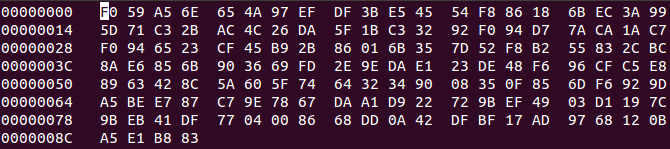 00000000 F0 59 A5 6E 65 4A 97 EF DF 3B E5 45 54 F8 86 18 6B EC 3A 99
00000014 5D 71 C3 2B AC 4C 26 DA 5F 1B C3 32 92 F0 94 D7 7A CA 1A C7
00000028 F0 94 65 23 CF 45 B9 2B 86 01 6B 35 7D 52 F8 B2 55 83 2C BC
0000003C 8A E6 85 6B 90 36 69 FD 2E 9E DA E1 23 DE 48 F6 96 CF C5 E8
00000050 89 63 42 8C 5A 60 5F 74 64 32 34 90 08 35 0F 85 6D F6 92 9D
00000064 A5 BE E7 87 C7 9E 78 67 DA A1 D9 22 72 9B EF 49 03 D1 19 7C
00000078 9B EB 41 DF 77 04 00 86 68 DD 0A 42 DF BF 17 AD 97 68 12 0B
0000008C A5 E1 B8 83